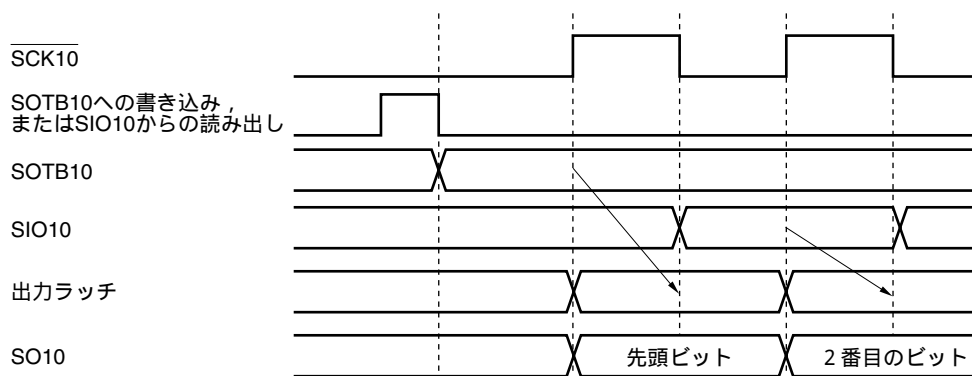 SCK10
SOTB10への書き込み，
またはSIO10からの読み出し
SOTB10
SIO10
出力ラッチ
SO10
先頭ビット
2番目のビット